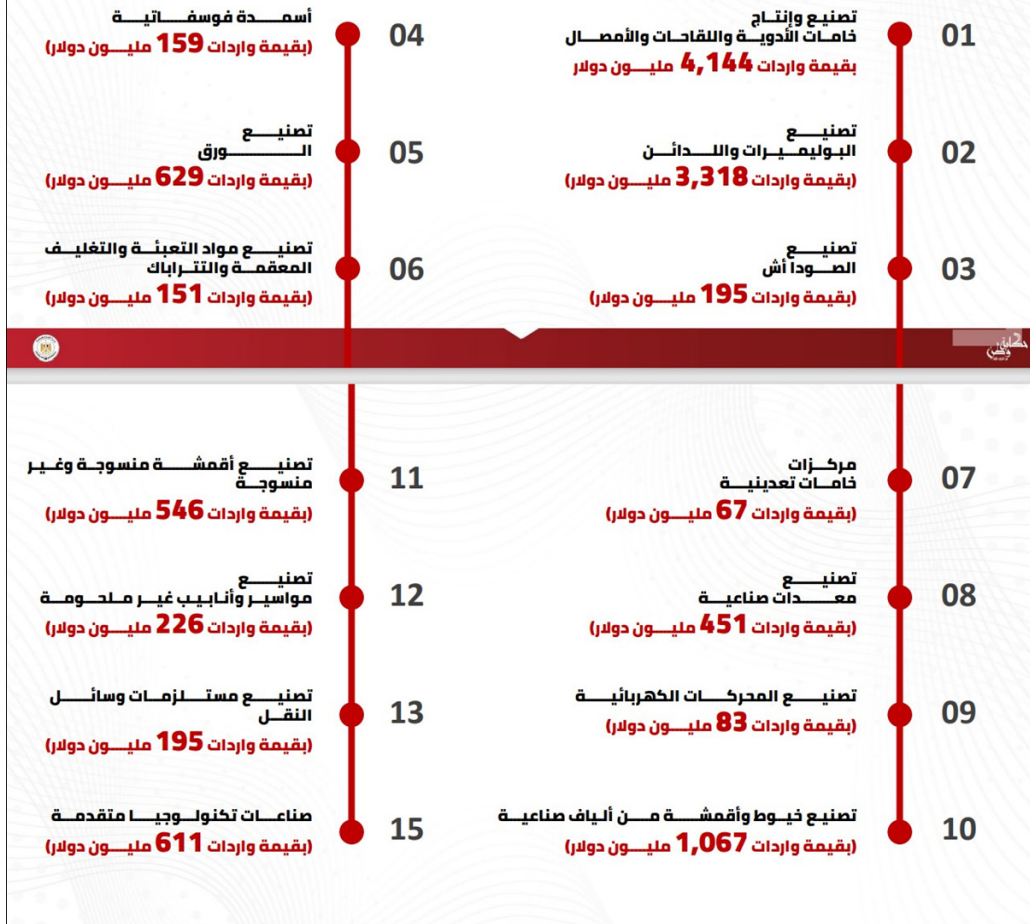 01
تصنيع وإنتاج
خامات الأدوية واللقاحات والأمصال
بقيمة واردات 4,144 مليون دولار
02
تصنيع
البوليميرات واللدائن
(بقيمة واردات 3,318 مليون دولار)
03
تصنيع
الصودا أش
(بقيمة واردات 195 مليون دولار)
04
أسمدة فوسفاتية
(بقيمة واردات 159 مليون دولار)
05
تصنيع
الورق
(بقيمة واردات 629 مليون دولار)
06
تصنيع مواد التعبئة والتغليف
المعقمة والتتراباك
(بقيمة واردات 151 مليون دولار)
حكاية
وطن
07
مركزات
خامات تعدينية
(بقيمة واردات 67 مليون دولار)
08
تصنيع
معدات صناعية
(بقيمة واردات 451 مليون دولار)
09
تصنيع المحركات الكهربائية
(بقيمة واردات 83 مليون دولار)
10
تصنيع خيوط وأقمشة من ألياف صناعية
(بقيمة واردات 1,067 مليون دولار)
11
تصنيع أقمشة منسوجة وغير
منسوجة
(بقيمة واردات 546 مليون دولار)
12
تصنيع
مواسير وأنابيب غير ملحومة
(بقيمة واردات 226 مليون دولار)
13
تصنيع مستلزمات وسائل
النقل
(بقيمة واردات 195 مليون دولار)
15
صناعات تكنولوجيا متقدمة
(بقيمة واردات 611 مليون دولار)